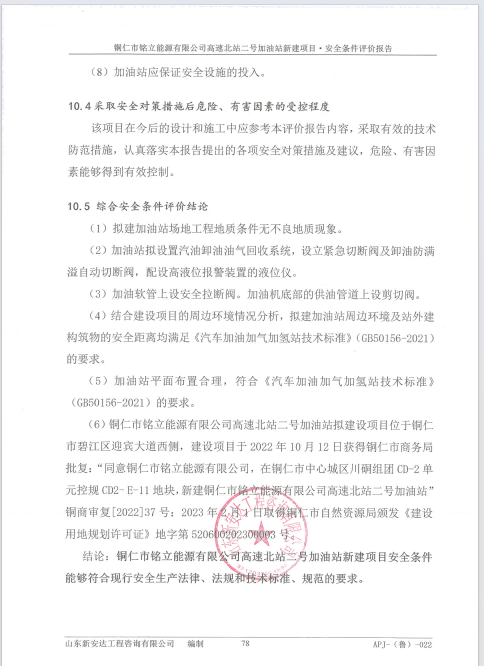 铜仁市铭立能源有限公司高速北站二号加油站新建项目·安全条件评价报告
（8）加油站应保证安全设施的投入。
10.4 采取安全对策措施后危险、有害因素的受控程度
该项目在今后的设计和施工中应参考本评价报告内容，采取有效的技术
防范措施，认真落实本报告提出的各项安全对策措施及建议，危险、有害因
素能够得到有效控制。
10.5 综合安全条件评价结论
（1）拟建加油站场地工程地质条件无不良地质现象。
（2）加油站拟设置汽油卸油油气回收系统，设立紧急切断阀及卸油防满
溢自动切断阀，配设高液位报警装置的液位仪。
（3）加油软管上设安全拉断阀。加油机底部的供油管道上设剪切阀。
（4）结合建设项目的周边环境情况分析，拟建加油站周边环境及站外建
构筑物的安全距离均满足《汽车加油加气加氢站技术标准》（GB50156-2021）
的要求。
（5）加油站平面布置合理，符合《汽车加油加气加氢站技术标准》
（GB50156-2021）的要求。
（6）铜仁市铭立能源有限公司高速北站二号加油站拟建设项目位于铜仁
市碧江区迎宾大道西侧，建设项目于 2022 年 10 月 12 日获得铜仁市商务局
批复：“同意铜仁市铭立能源有限公司，在铜仁市中心城区川硐组团 CD-2 单
元控规 CD2- E-11 地块，新建铜仁市铭立能源有限公司高速北站二号加油站”
铜商审复[2022]37 号；2023 年 2 月 7 日取得铜仁市自然资源局颁发《建设
用地规划许可证》地字第 520600202300003 号。
结论：铜仁市铭立能源有限公司高速北站二号加油站新建项目安全条件
能够符合现行安全生产法律、法规和技术标准、规范的要求。
山东新安达工程咨询有限公司 编制 78 APJ-（鲁）-022